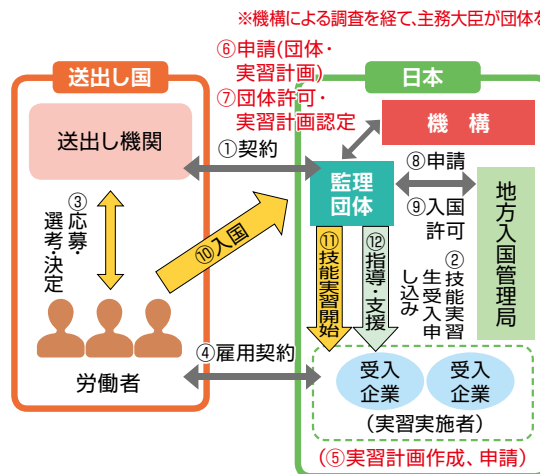 ※機構による調査を経て、主務大臣が団体を
⑥申請(団体・
実習計画)
⑦団体許可・
実習計画認定
送出し国
日本
送出し機関
機 構
①契約
監理
団体
⑧申請
⑨入国
許可
地方入国管理局
③応募・
選考・決定
⑩入国
⑪技能実習開始
⑫指導・支援
②技能実習
生受入申
し込み
労働者
④雇用契約
受入
企業
受入
企業
(実習実施者)
(⑤実習計画作成、申請)